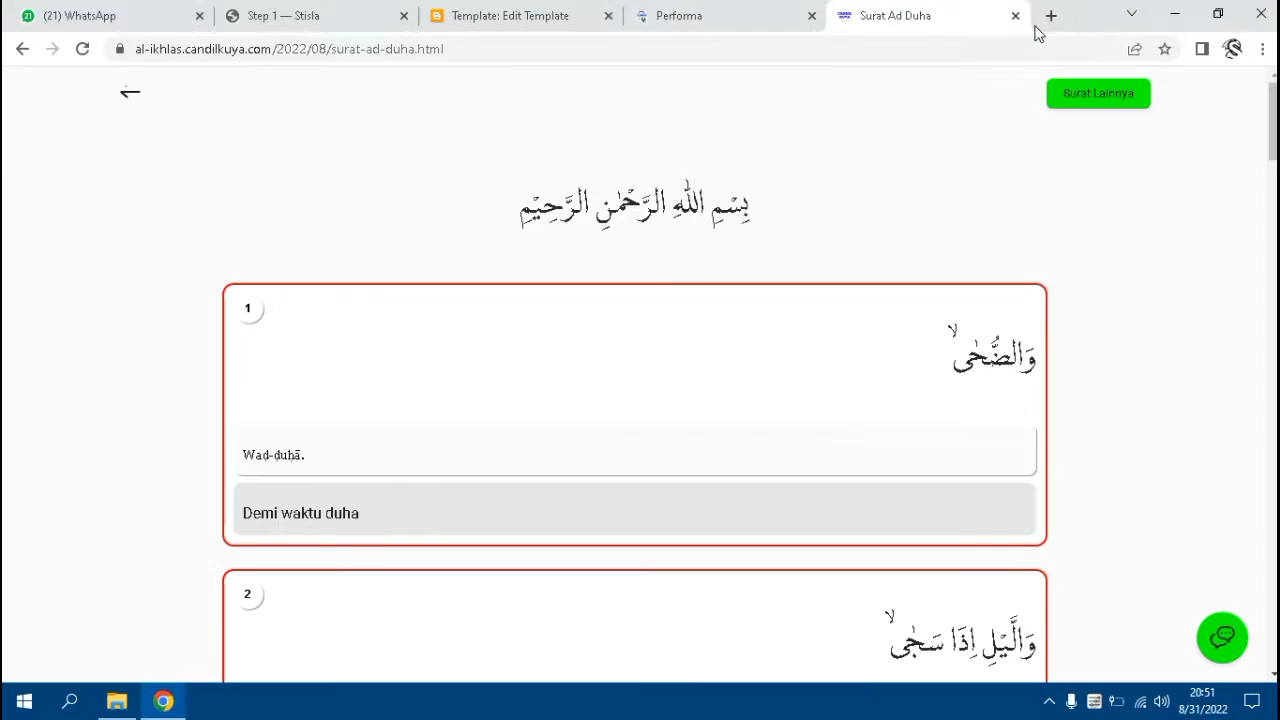 (21) WhatsApp
Step 1 — Stisla
Template: Edit Template
Performa
Surat Ad Duha
al-ikhlas.candilkuya.com/2022/08/surat-ad-duha.html
Surat Lainnya
بِسْمِ اللّٰهِ الرَّحْمٰنِ الرَّحِيْمِ
1
وَالضُّحٰىۙ
Waḍ-ḍuḥā.
Demi waktu duha
2
وَالَّيْلِ اِذَا سَجٰىۙ
20:51
8/31/2022